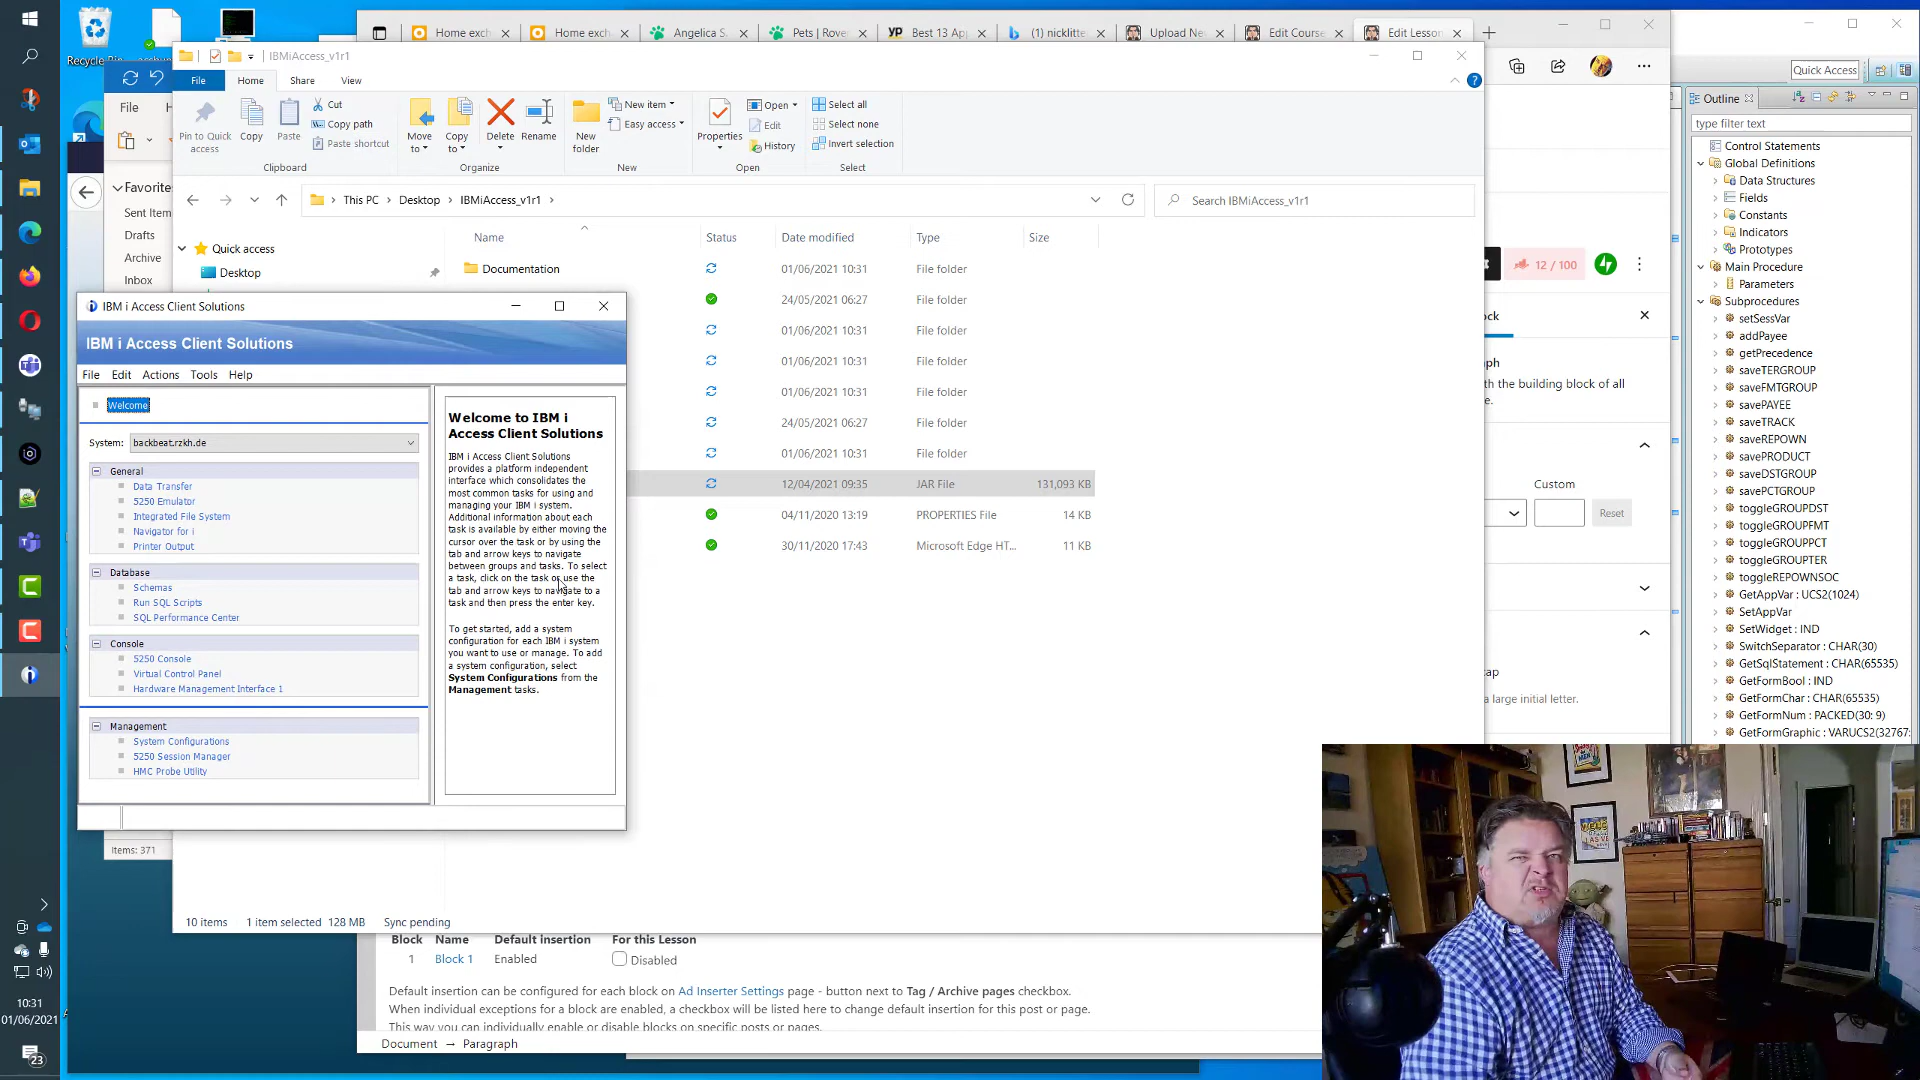 Recycle Bin
Home exch
Home exch
Angelica S.
Pets | Rover
Best 13 App
(1) nicklitte
Upload Ne
Edit Course
Edit Lesson
IBMiAccess_v1r1
File
Home
Share
View
Pin to Quick access
Copy
Paste
Cut
Copy path
Paste shortcut
Clipboard
Move to
Copy to
Delete
Rename
Organize
New folder
New item
Easy access
New
Properties
Open
Edit
History
Open
Select all
Select none
Invert selection
Select
This PC
Desktop
IBMiAccess_v1r1
Search IBMiAccess_v1r1
File
Favorite
Sent Item
Drafts
Archive
Inbox
Items: 371
Quick access
Desktop
Name
Status
Date modified
Type
Size
Documentation
01/06/2021 10:31 File folder
24/05/2021 06:27 File folder
01/06/2021 10:31 File folder
01/06/2021 10:31 File folder
01/06/2021 10:31 File folder
24/05/2021 06:27 File folder
01/06/2021 10:31 File folder
12/04/2021 09:35 JAR File 131,093 KB
04/11/2020 13:19 PROPERTIES File 14 KB
30/11/2020 17:43 Microsoft Edge HT... 11 KB
10 items
1 item selected 128 MB
Sync pending
IBM i Access Client Solutions
IBM i Access Client Solutions
File
Edit
Actions
Tools
Help
Welcome
System:
backbeat.rzkh.de
General
Data Transfer
5250 Emulator
Integrated File System
Navigator for i
Printer Output
Database
Schemas
Run SQL Scripts
SQL Performance Center
Console
5250 Console
Virtual Control Panel
Hardware Management Interface 1
Management
System Configurations
5250 Session Manager
HMC Probe Utility
Welcome to IBM i
Access Client Solutions
IBM i Access Client Solutions
provides a platform independent
interface which consolidates the
most common tasks for using and
managing your IBM i system.
Additional information about each
task is available by either moving the
cursor over the task or by using the
tab and arrow keys to navigate
between groups and tasks. To select
a task, click on the task or use the
tab and arrow keys to navigate to a
task and then press the enter key.
To get started, add a system
configuration for each IBM i system
you want to use or manage. To add
a system configuration, select
System Configurations from the
Management tasks.
12 / 100
ock
ph
th the building block of all
e.
Custom
Reset
ap
a large initial letter.
Quick Access
Outline
type filter text
Control Statements
Global Definitions
Data Structures
Fields
Constants
Indicators
Prototypes
Main Procedure
Parameters
Subprocedures
setSessVar
addPayee
getPrecedence
saveTERGROUP
saveFMTGROUP
savePAYEE
saveTRACK
saveREPOWN
savePRODUCT
saveDSTGROUP
savePCTGROUP
toggleGROUPDST
toggleGROUPFMT
toggleGROUPPCT
toggleGROUPTER
toggleREPOWNSOC
GetAppVar : UCS2(1024)
SetAppVar
SetWidget : IND
SwitchSeparator : CHAR(30)
GetSqlStatement : CHAR(65535)
GetFormBool : IND
GetFormChar : CHAR(65535)
GetFormNum : PACKED(30: 9)
GetFormGraphic : VARUCS2(32767:
Block Name Default insertion For this Lesson
1 Block 1 Enabled Disabled
Default insertion can be configured for each block on Ad Inserter Settings page - button next to Tag / Archive pages checkbox.
When individual exceptions for a block are enabled, a checkbox will be listed here to change default insertion for this post or page.
This way you can individually enable or disable blocks on specific posts or pages.
Document → Paragraph
10:31
01/06/2021
23